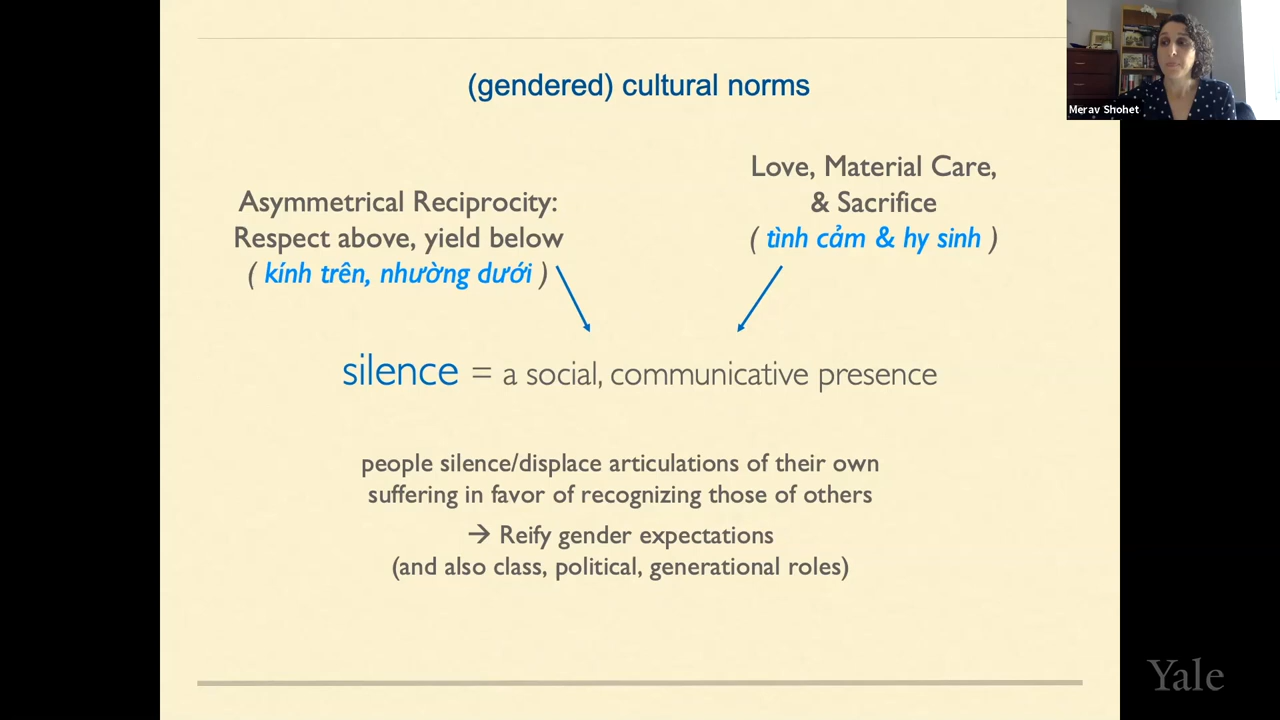 (gendered) cultural norms
Merav Shohet
Asymmetrical Reciprocity:
Respect above, yield below
( kính trên, nhường dưới )
Love, Material Care,
& Sacrifice
( tình cảm & hy sinh )
silence = a social, communicative presence
people silence/displace articulations of their own
suffering in favor of recognizing those of others
→ Reify gender expectations
(and also class, political, generational roles)
Yale